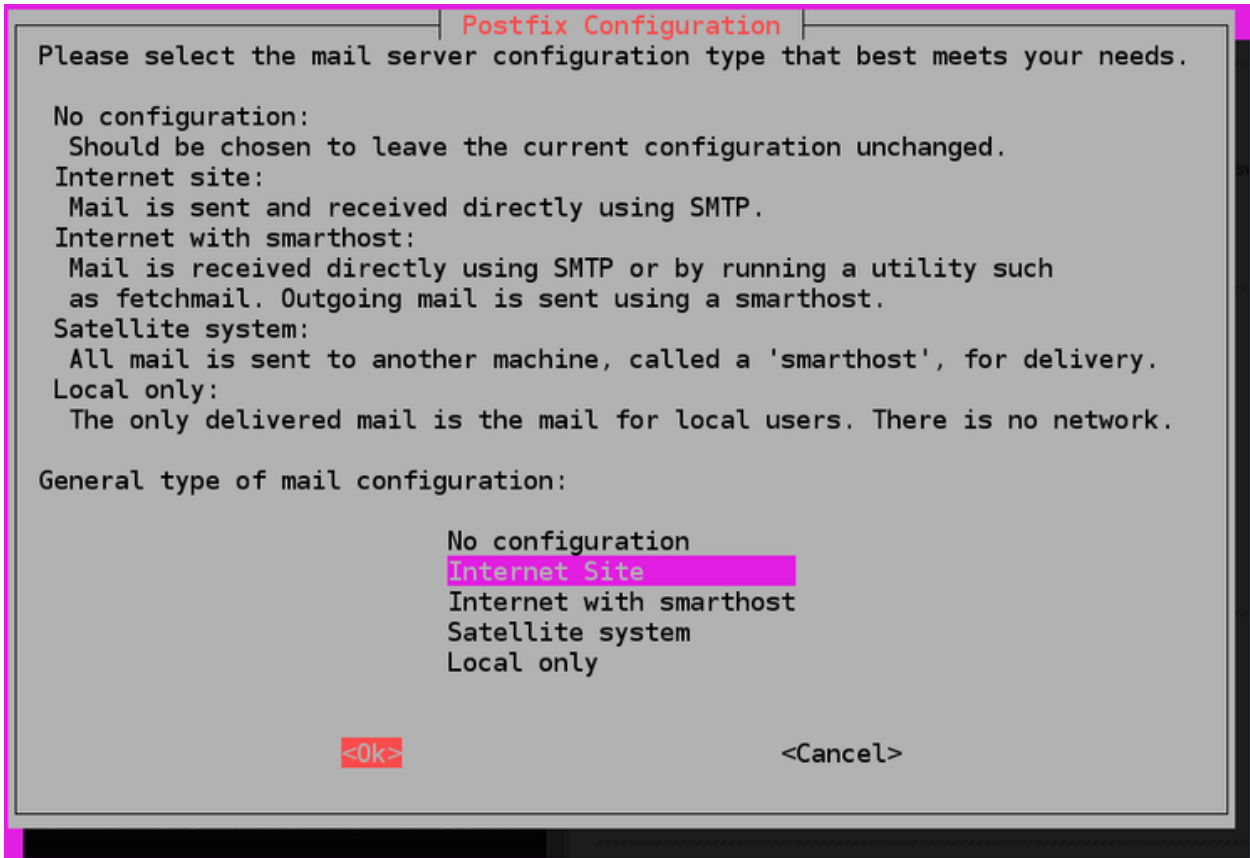 Postfix Configuration
Please select the mail server configuration type that best meets your needs.
No configuration:
Should be chosen to leave the current configuration unchanged.
Internet site:
Mail is sent and received directly using SMTP.
Internet with smarthost:
Mail is received directly using SMTP or by running a utility such
as fetchmail. Outgoing mail is sent using a smarthost.
Satellite system:
All mail is sent to another machine, called a 'smarthost', for delivery.
Local only:
The only delivered mail is the mail for local users. There is no network.
General type of mail configuration:
No configuration
Internet Site
Internet with smarthost
Satellite system
Local only
<Ok> <Cancel>